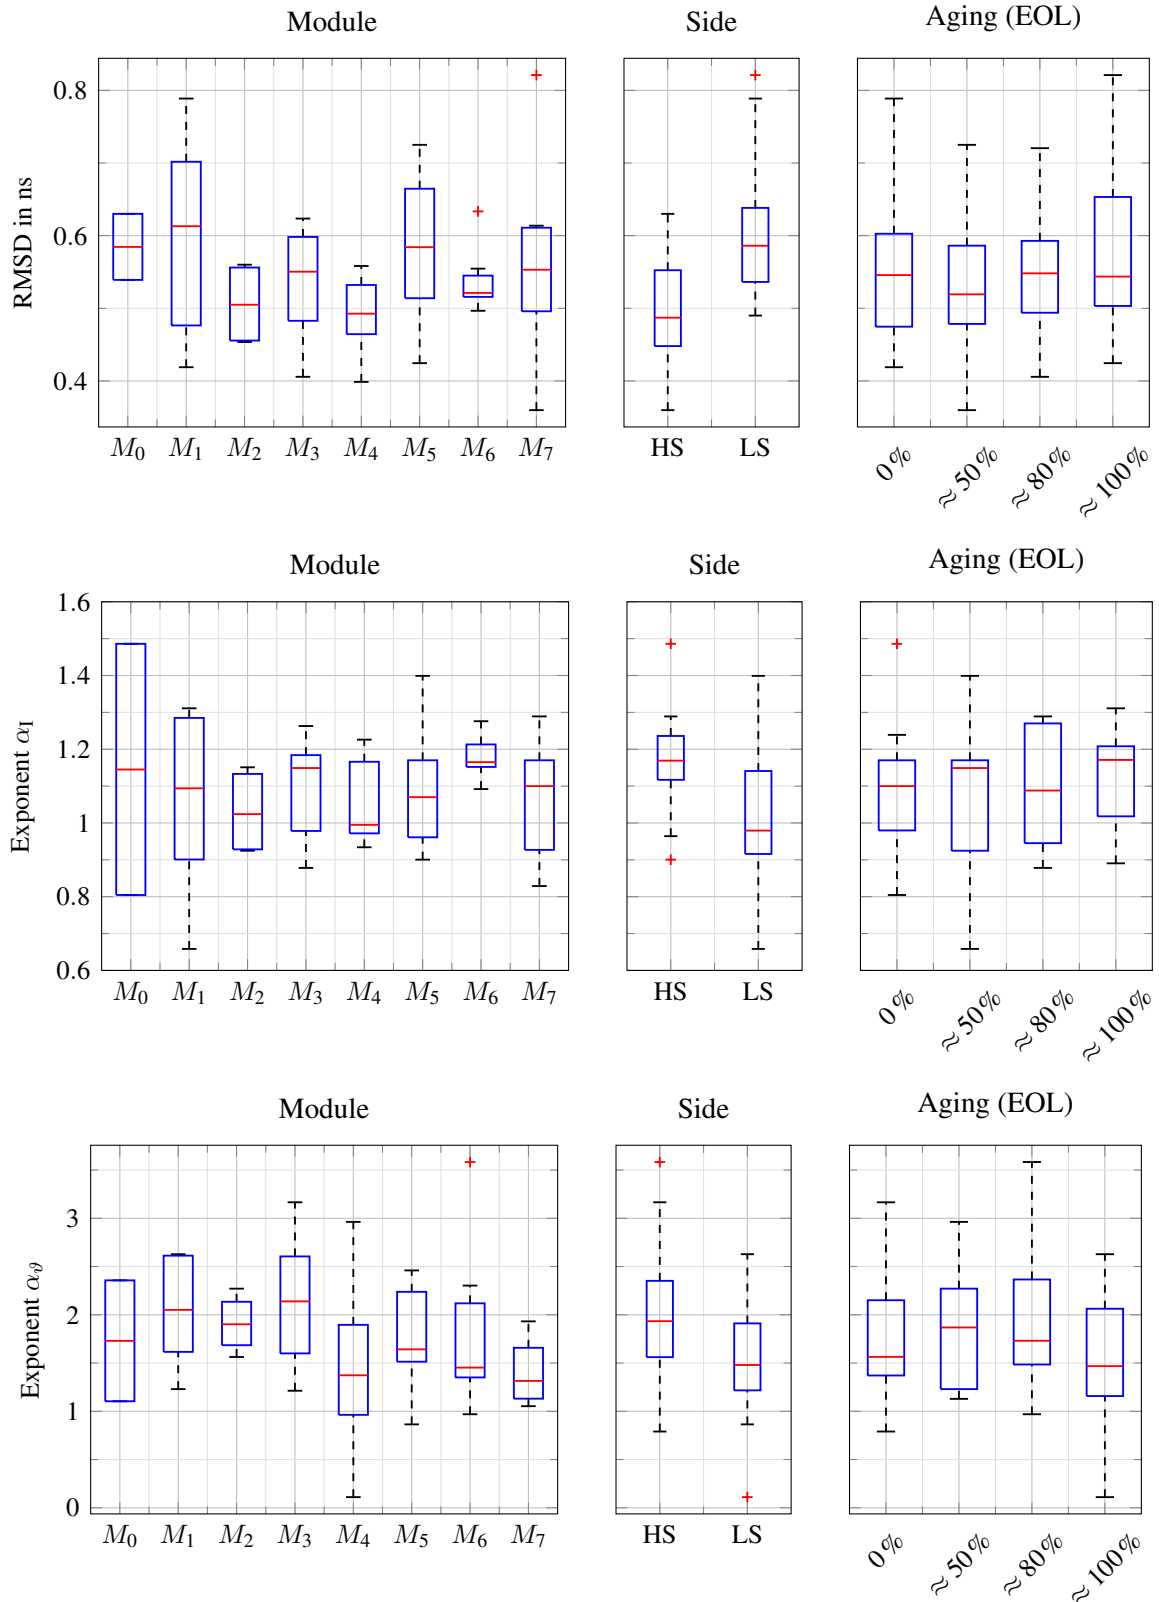 Module Side Aging (EOL)
RMSD in ns
0.8
0.6
0.4
M₀ M₁ M₂ M₃ M₄ M₅ M₆ M₇
HS LS
0% ≈ 50% ≈ 80% ≈ 100%
Module Side Aging (EOL)
Exponent α_I
1.6
1.4
1.2
1
0.8
0.6
M₀ M₁ M₂ M₃ M₄ M₅ M₆ M₇
HS LS
0% ≈ 50% ≈ 80% ≈ 100%
Module Side Aging (EOL)
Exponent α_ϑ
3
2
1
0
M₀ M₁ M₂ M₃ M₄ M₅ M₆ M₇
HS LS
0% ≈ 50% ≈ 80% ≈ 100%